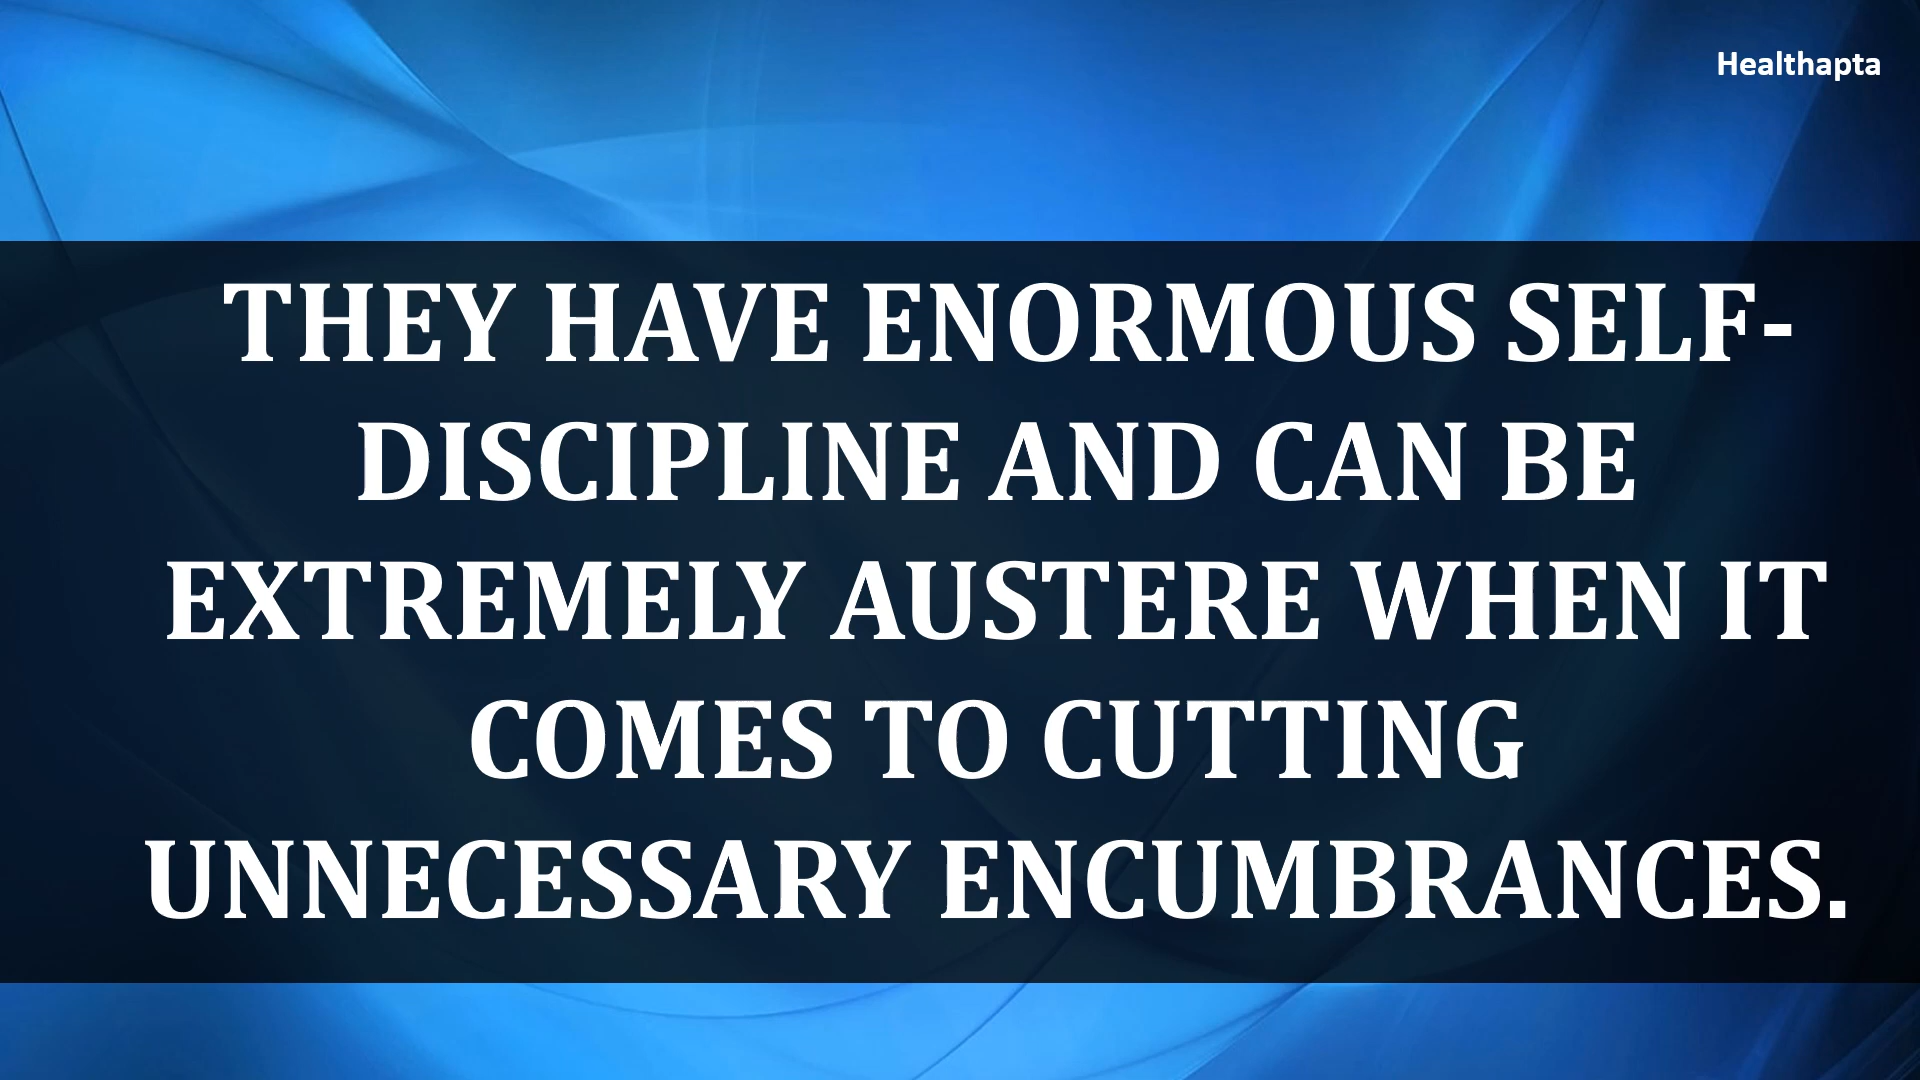 Healthapta
THEY HAVE ENORMOUS SELF-
DISCIPLINE AND CAN BE
EXTREMELY AUSTERE WHEN IT
COMES TO CUTTING
UNNECESSARY ENCUMBRANCES.